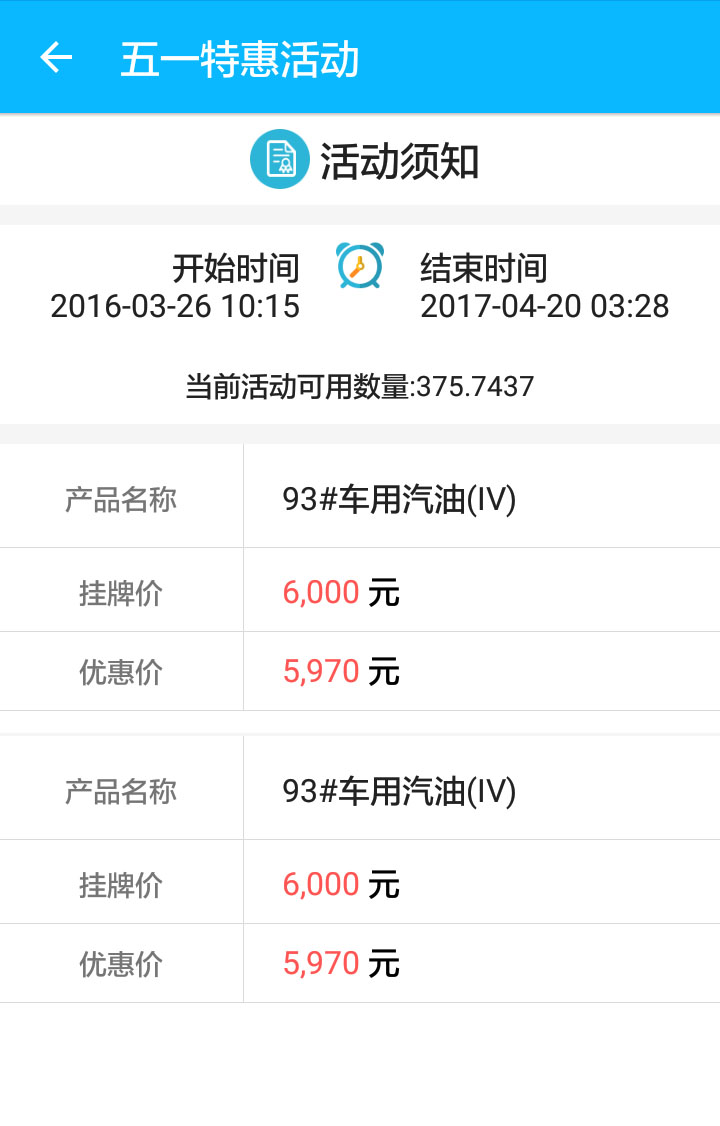 五一特惠活动
活动须知
开始时间
2016-03-26 10:15
结束时间
2017-04-20 03:28
当前活动可用数量:375.7437
产品名称 93#车用汽油(IV)
挂牌价 6,000 元
优惠价 5,970 元
产品名称 93#车用汽油(IV)
挂牌价 6,000 元
优惠价 5,970 元